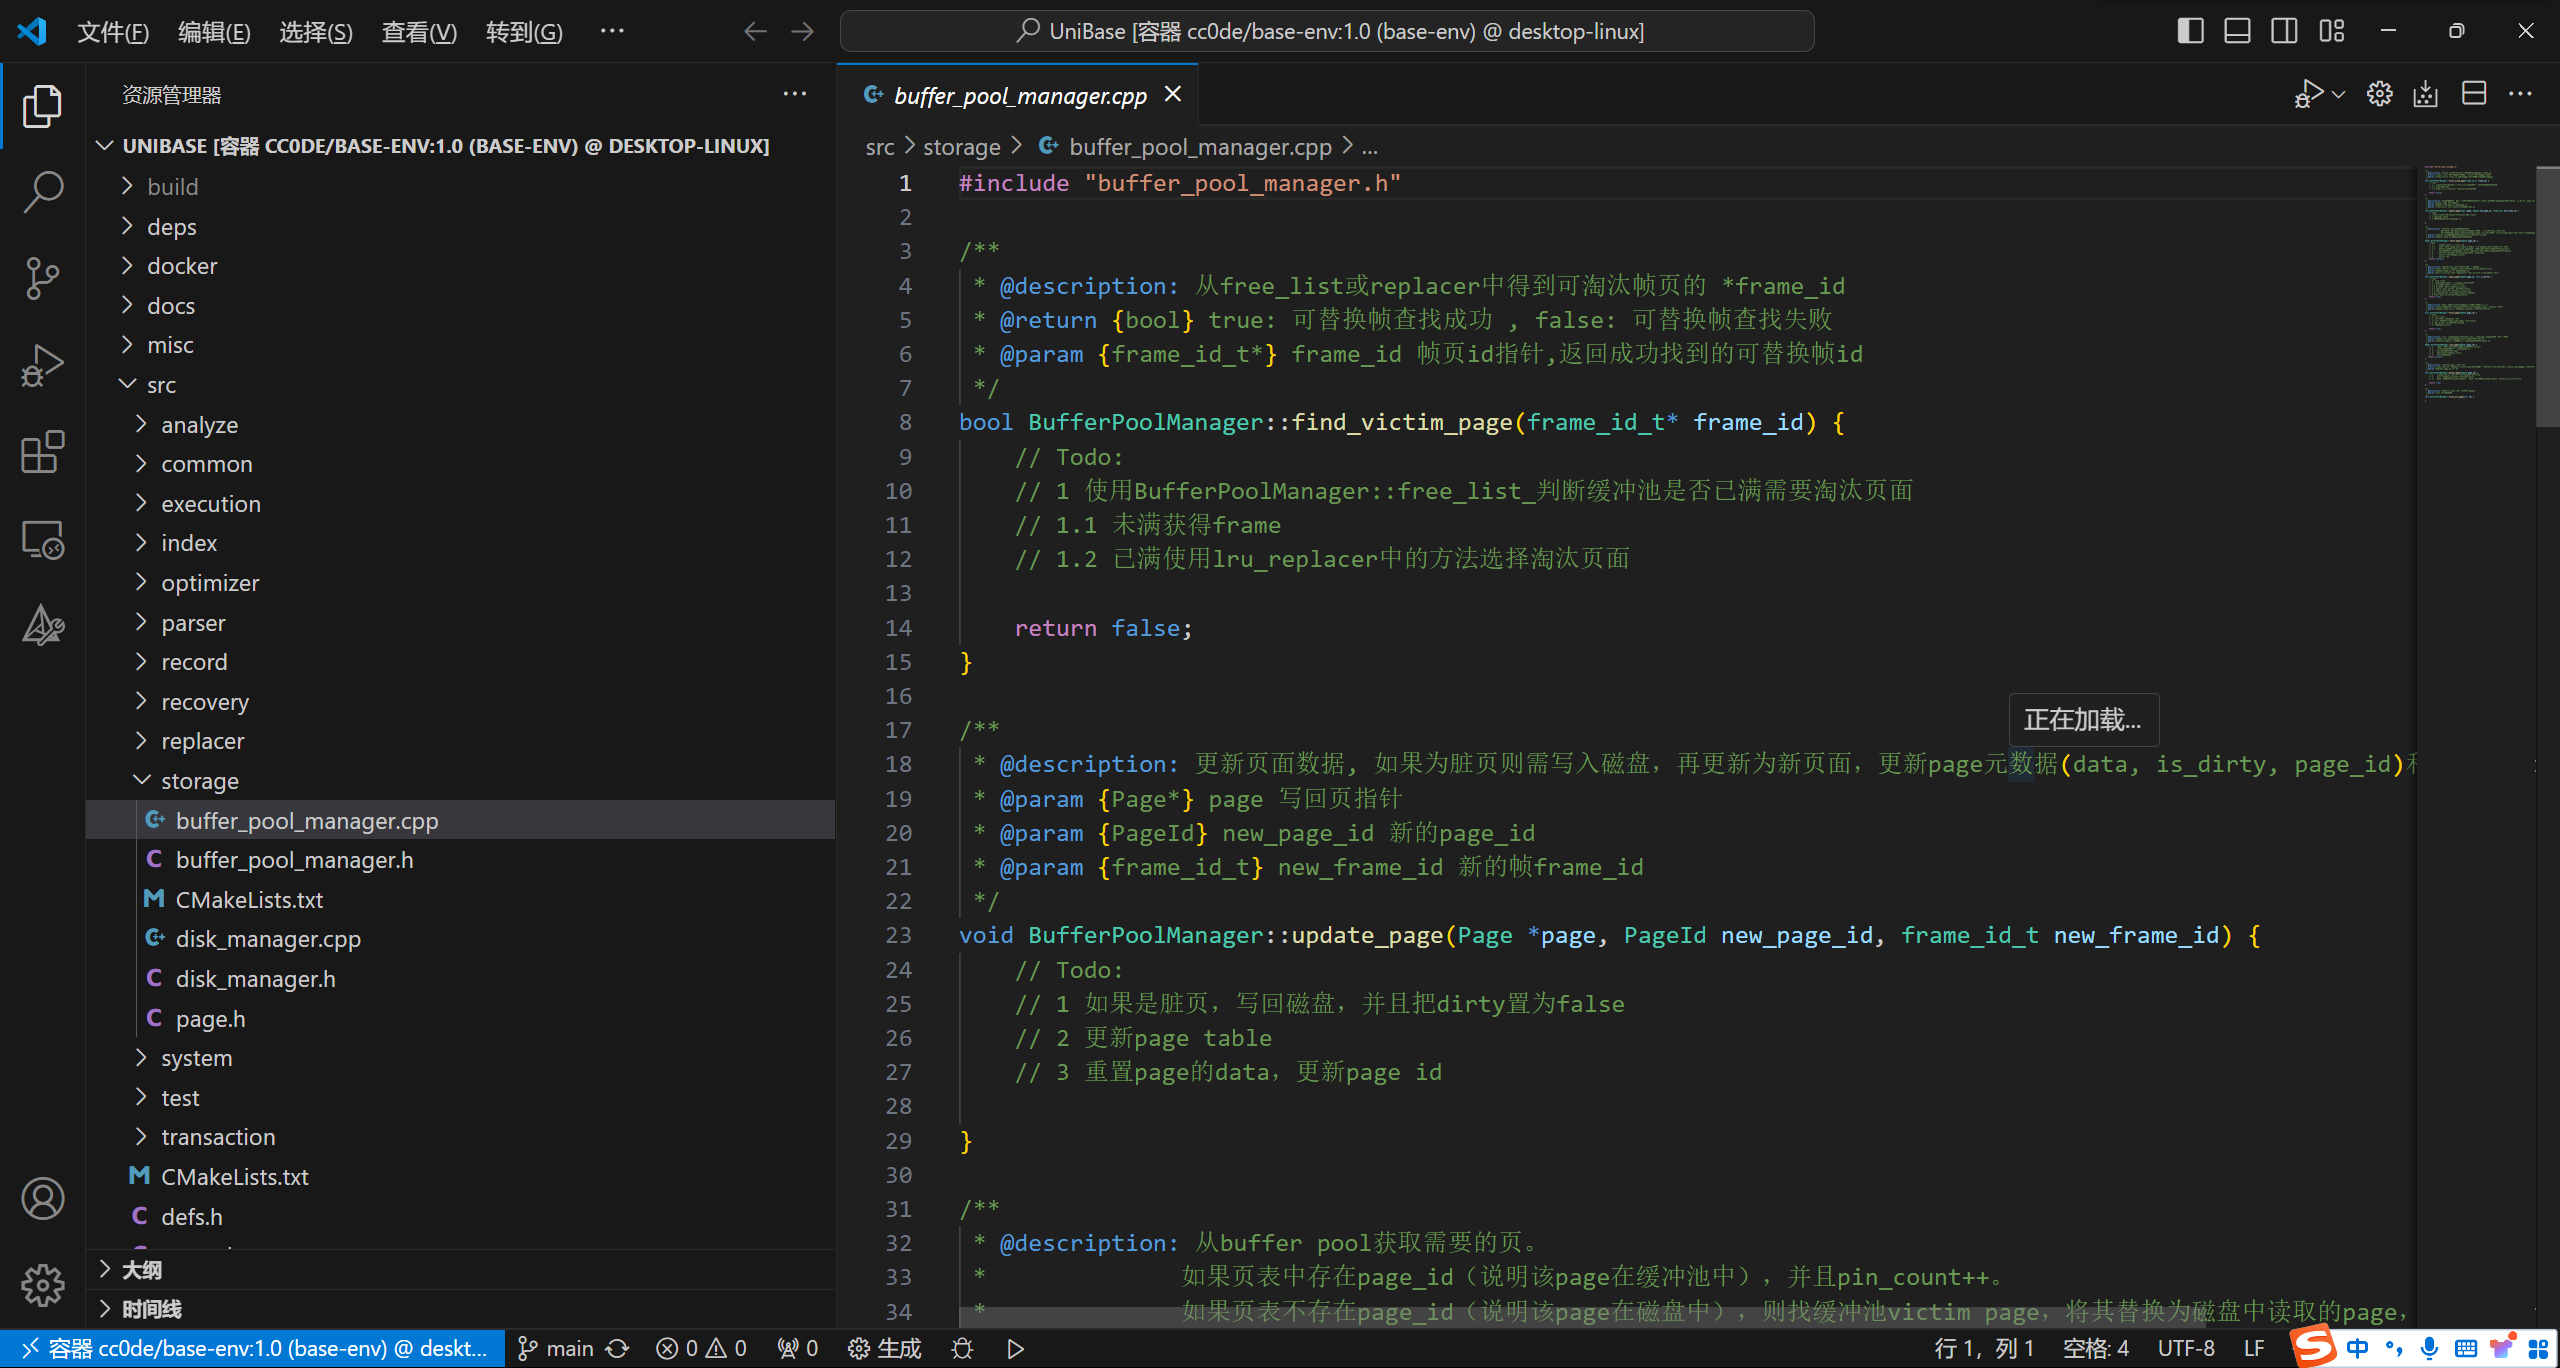 文件(F) 编辑(E) 选择(S) 查看(V) 转到(G) ···
UniBase [容器 cc0de/base-env:1.0 (base-env) @ desktop-linux]
资源管理器
UNIBASE [容器 CC0DE/BASE-ENV:1.0 (BASE-ENV) @ DESKTOP-LINUX]
build
deps
docker
docs
misc
src
analyze
common
execution
index
optimizer
parser
record
recovery
replacer
storage
buffer_pool_manager.cpp
buffer_pool_manager.h
CMakeLists.txt
disk_manager.cpp
disk_manager.h
page.h
system
test
transaction
CMakeLists.txt
defs.h
大纲
时间线
buffer_pool_manager.cpp
src > storage > buffer_pool_manager.cpp > ...
1 #include "buffer_pool_manager.h"
2
3 /**
4 * @description: 从free_list或replacer中得到可淘汰帧页的 *frame_id
5 * @return {bool} true: 可替换帧查找成功 , false: 可替换帧查找失败
6 * @param {frame_id_t*} frame_id 帧页id指针,返回成功找到的可替换帧id
7 */
8 bool BufferPoolManager::find_victim_page(frame_id_t* frame_id) {
9 // Todo:
10 // 1 使用BufferPoolManager::free_list_判断缓冲池是否已满需要淘汰页面
11 // 1.1 未满获得frame
12 // 1.2 已满使用lru_replacer中的方法选择淘汰页面
13
14 return false;
15 }
16
正在加载...
17 /**
18 * @description: 更新页面数据, 如果为脏页则需写入磁盘，再更新为新页面，更新page元数据(data, is_dirty, page_id)
19 * @param {Page*} page 写回页指针
20 * @param {PageId} new_page_id 新的page_id
21 * @param {frame_id_t} new_frame_id 新的帧frame_id
22 */
23 void BufferPoolManager::update_page(Page *page, PageId new_page_id, frame_id_t new_frame_id) {
24 // Todo:
25 // 1 如果是脏页，写回磁盘，并且把dirty置为false
26 // 2 更新page table
27 // 3 重置page的data，更新page id
28
29 }
30
31 /**
32 * @description: 从buffer pool获取需要的页。
33 * 如果页表中存在page_id（说明该page在缓冲池中），并且pin_count++。
34 * 如果页表不存在page_id（说明该page在磁盘中），则找缓冲池victim page，将其替换为磁盘中读取的page，
容器 cc0de/base-env:1.0 (base-env) @ deskt... main 0 0 0 生成 行 1，列 1 空格: 4 UTF-8 LF 中